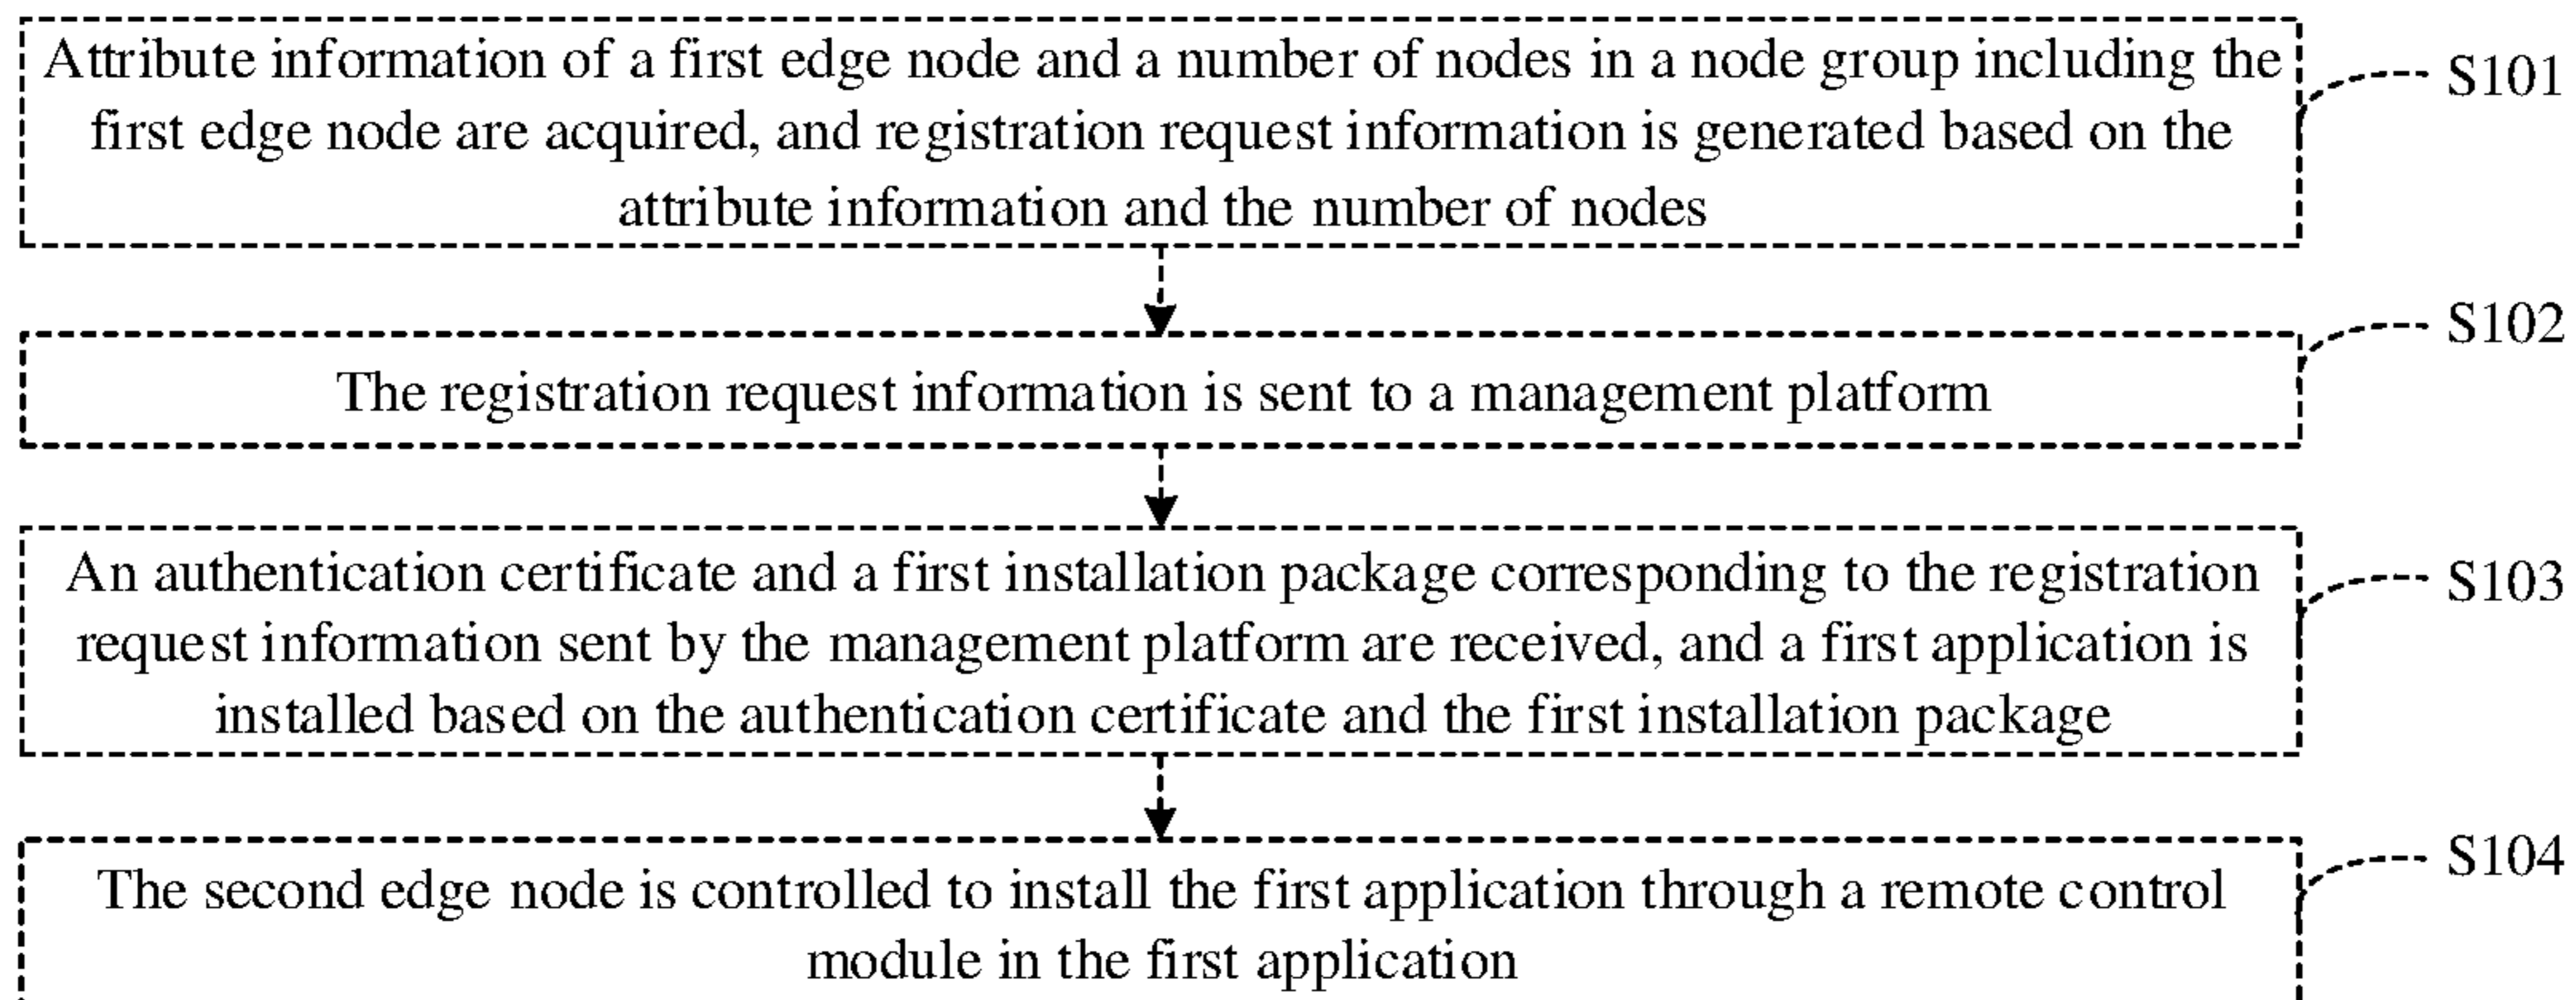 Attribute information of a first edge node and a number of nodes in a node group including the
first edge node are acquired, and registration request information is generated based on the
attribute information and the number of nodes
S101
The registration request information is sent to a management platform
S102
An authentication certificate and a first installation package corresponding to the registration
request information sent by the management platform are received, and a first application is
installed based on the authentication certificate and the first installation package
S103
The second edge node is controlled to install the first application through a remote control
module in the first application
S104